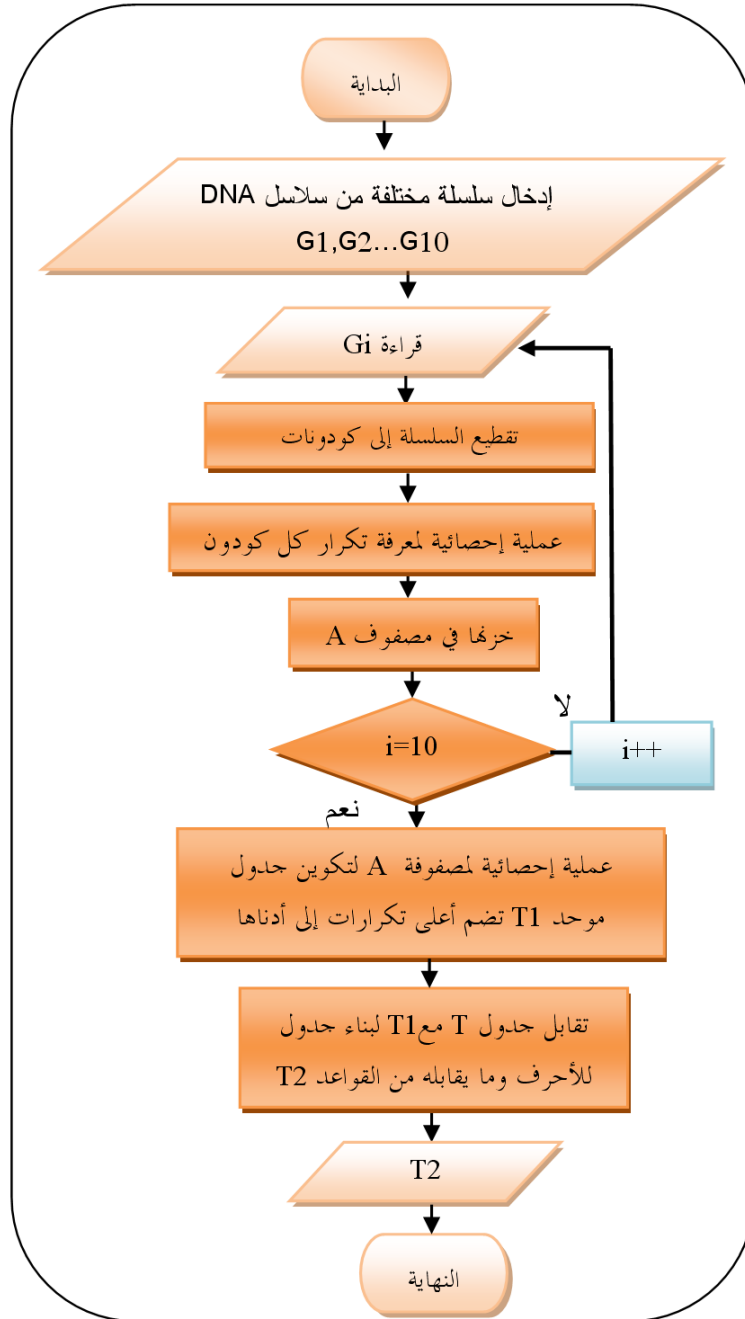 البداية
إدخال سلسلة مختلفة من سلاسل DNA
G1,G2...G10
قراءة Gi
تقطيع السلسلة إلى كودونات
عملية إحصائية لمعرفة تكرار كل كودون
خزنها في مصفوف A
i=10
لا
i++
نعم
عملية إحصائية لمصفوفة A لتكوين جدول
موحد T1 تضم أعلى تكرارات إلى أدناها
تقابل جدول T مع T1 لبناء جدول
للأحرف وما يقابله من القواعد T2
T2
النهاية